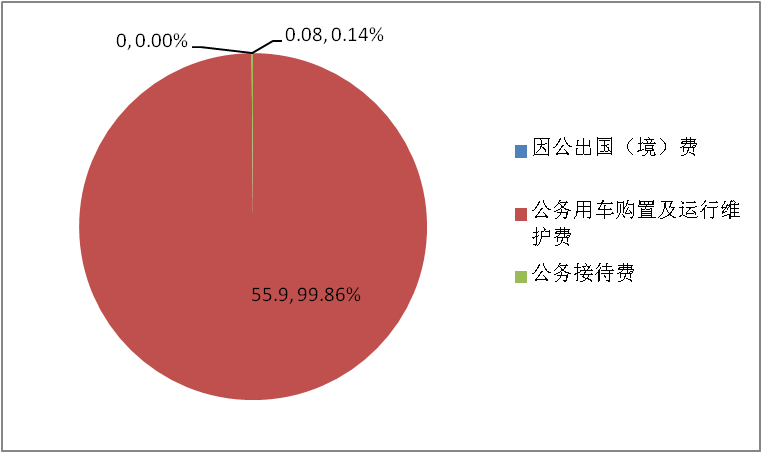 0, 0.00%
0.08, 0.14%
55.9, 99.86%
因公出国（境）费
公务用车购置及运行维
护费
公务接待费